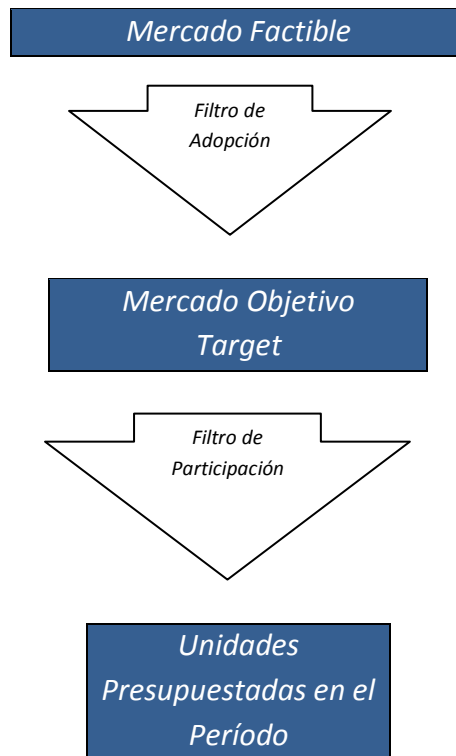 Mercado Factible
Filtro de
Adopción
Mercado Objetivo
Target
Filtro de
Participación
Unidades
Presupuestadas en el
Período